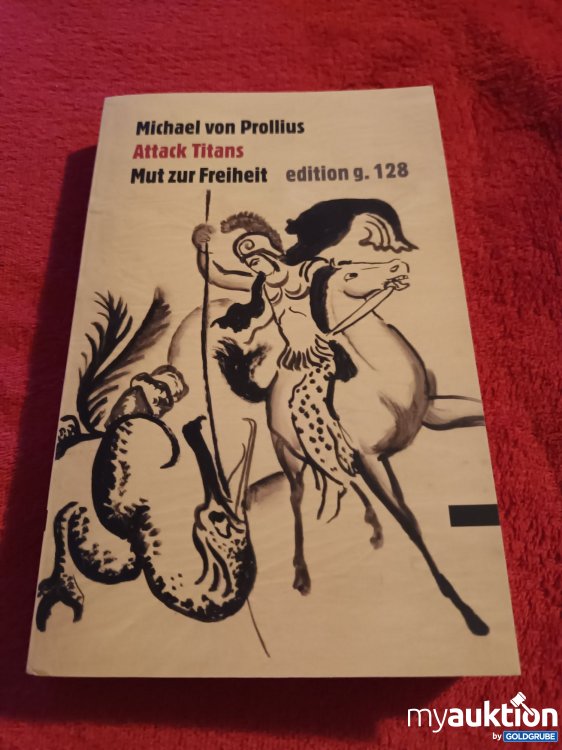 Michael von Prollius
Attack Titans
Mut zur Freiheit edition g. 128
myauktion
by GOLDGRUBE